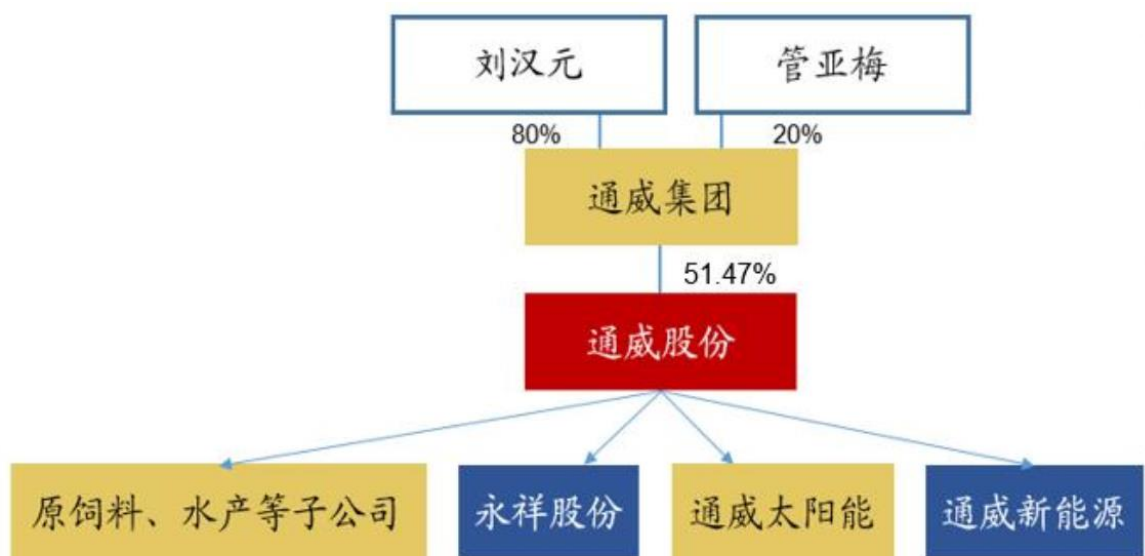 刘汉元
管亚梅
80%
20%
通威集团
51.47%
通威股份
原饲料、水产等子公司
永祥股份
通威太阳能
通威新能源